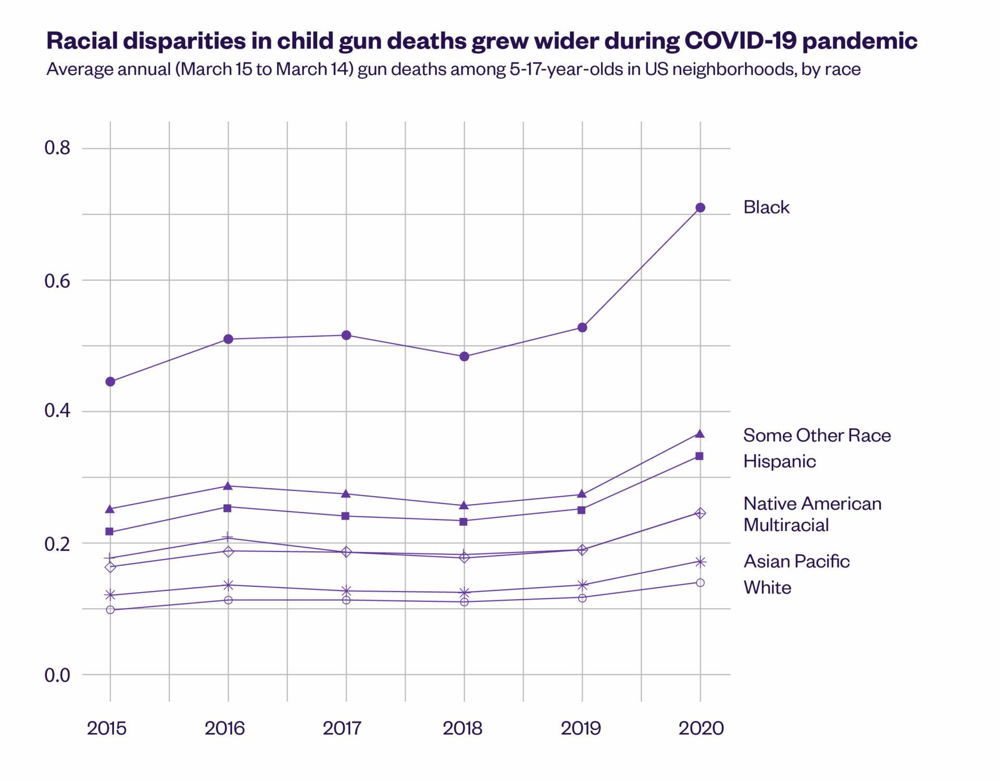 Racial disparities in child gun deaths grew wider during COVID-19 pandemic
Average annual (March 15 to March 14) gun deaths among 5-17-year-olds in US neighborhoods, by race
0.8
0.6
0.4
0.2
0.0
Black
Some Other Race
Hispanic
Native American
Multiracial
Asian Pacific
White
2015 2016 2017 2018 2019 2020